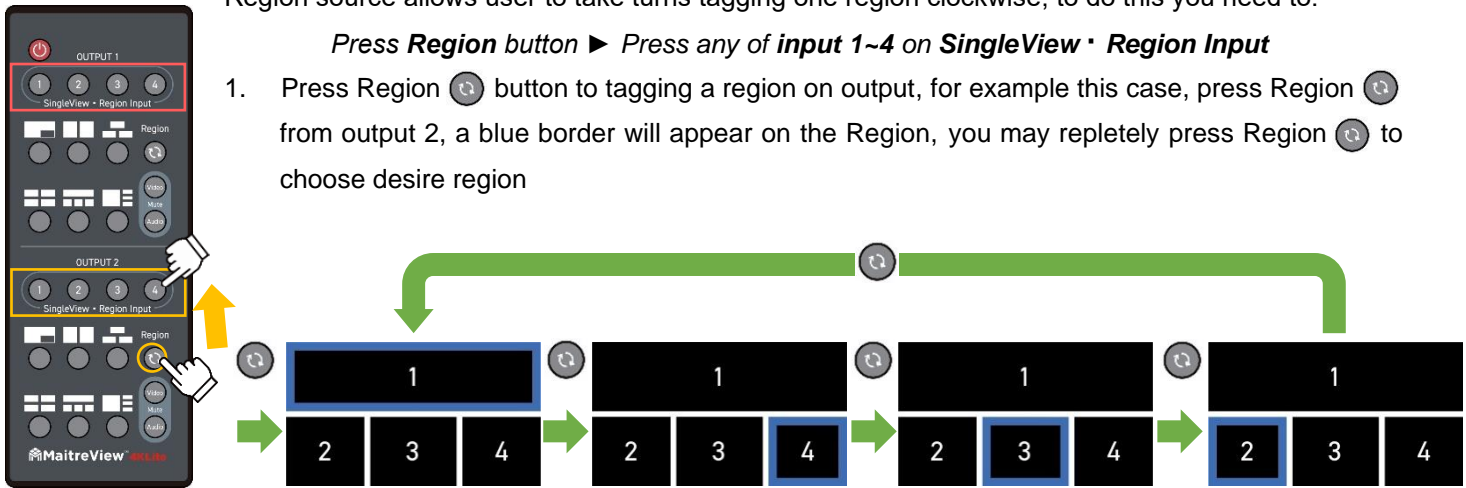 Region source allows user to take turns tagging one region clockwise, to do this you need to:
Press Region button ► Press any of input 1~4 on SingleView · Region Input
1. Press Region button to tagging a region on output, for example this case, press Region
from output 2, a blue border will appear on the Region, you may repletely press Region to
choose desire region
OUTPUT 1
1 2 3 4
SingleView • Region Input
Region
Video
Mute
Audio
OUTPUT 2
1 2 3 4
SingleView • Region Input
Region
Video
Mute
Audio
MaitreView™ 4KLite
1
2 3 4
1
2 3 4
1
2 3 4
1
2 3 4